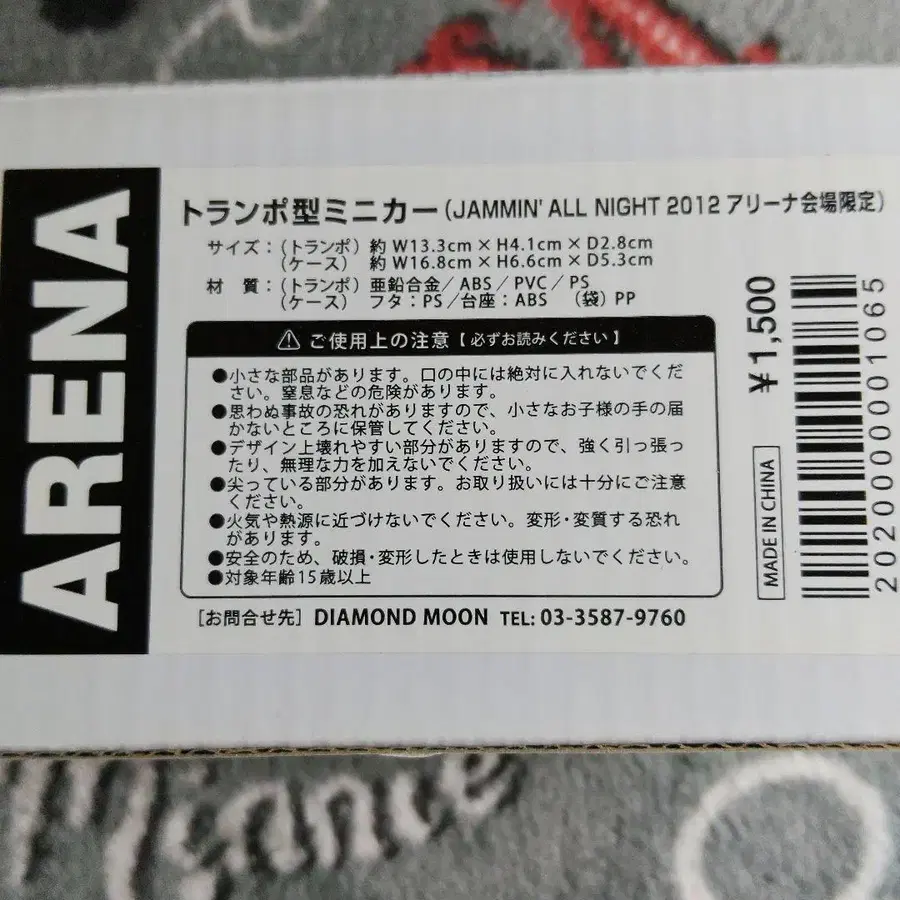 ARENA
トランポ型ミニカー(JAMMIN' ALL NIGHT 2012 アリーナ会場限定)
サイズ:(トランポ) 約 W13.3cm×H4.1cm×D2.8cm
(ケース) 約 W16.8cm×H6.6cm×D5.3cm
材 質:(トランポ) 亜鉛合金/ABS/PVC/PS
(ケース) フタ:PS/台座:ABS (袋)PP
ご使用上の注意【必ずお読みください】
●小さな部品があります。口の中には絶対に入れないでくだ
さい。窒息などの危険があります。
●思わぬ事故の恐れがありますので、小さなお子様の手の届
かないところに保管してください。
●デザイン上壊れやすい部分がありますので、強く引っ張っ
たり、無理な力を加えないでください。
●尖っている部分があります。お取り扱いには十分にご注意
ください。
●火気や熱源に近づけないでください。変形・変質する恐れ
があります。
●安全のため、破損・変形したときは使用しないでください。
●対象年齢15歳以上
[お問合せ先] DIAMOND MOON TEL: 03-3587-9760
¥1,500
MADE IN CHINA
2020000001065